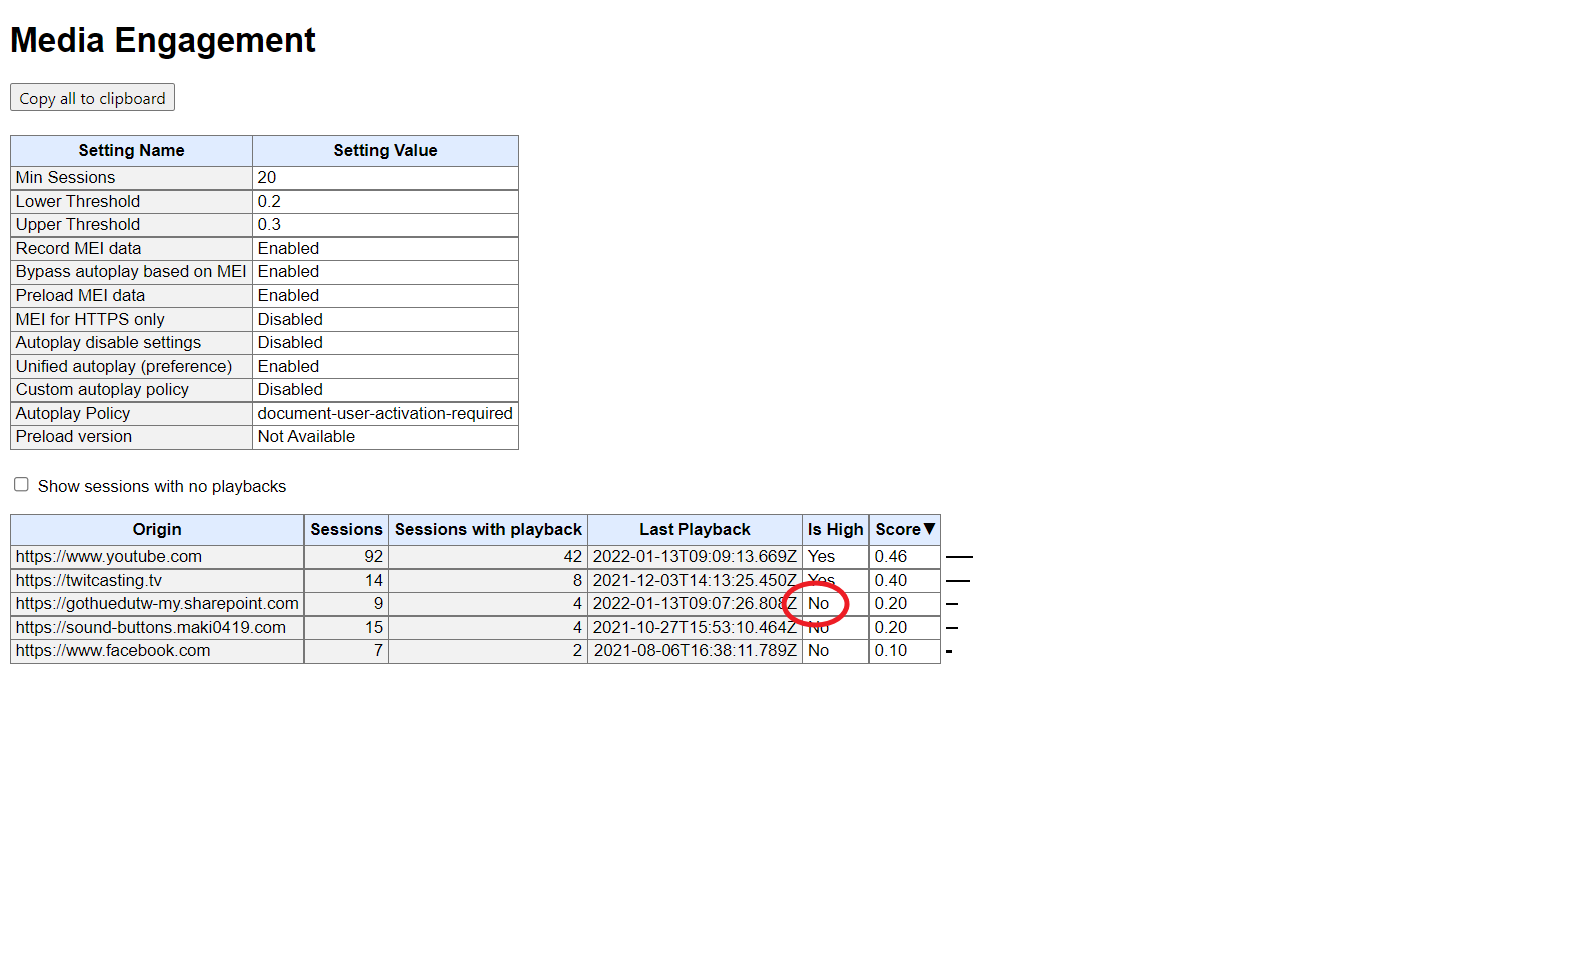 Media Engagement
Copy all to clipboard
Setting Name Setting Value
Min Sessions 20
Lower Threshold 0.2
Upper Threshold 0.3
Record MEI data Enabled
Bypass autoplay based on MEI Enabled
Preload MEI data Enabled
MEI for HTTPS only Disabled
Autoplay disable settings Disabled
Unified autoplay (preference) Enabled
Custom autoplay policy Disabled
Autoplay Policy document-user-activation-required
Preload version Not Available
Show sessions with no playbacks
Origin Sessions Sessions with playback Last Playback Is High Score▼
https://www.youtube.com 92 42 2022-01-13T09:09:13.669Z Yes 0.46
https://twitcasting.tv 14 8 2021-12-03T14:13:25.450Z Yes 0.40
https://gothuedutw-my.sharepoint.com 9 4 2022-01-13T09:07:26.808Z No 0.20
https://sound-buttons.maki0419.com 15 4 2021-10-27T15:53:10.464Z No 0.20
https://www.facebook.com 7 2 2021-08-06T16:38:11.789Z No 0.10